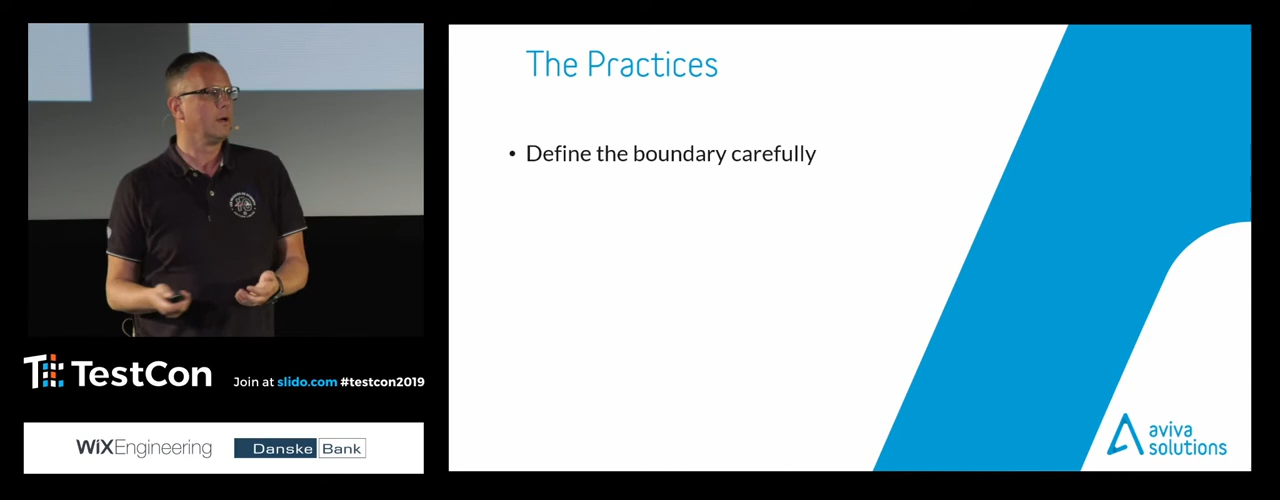 The Practices
• Define the boundary carefully
TestCon
Join at slido.com #testcon2019
WiXEngineering
Danske Bank
aviva
solutions